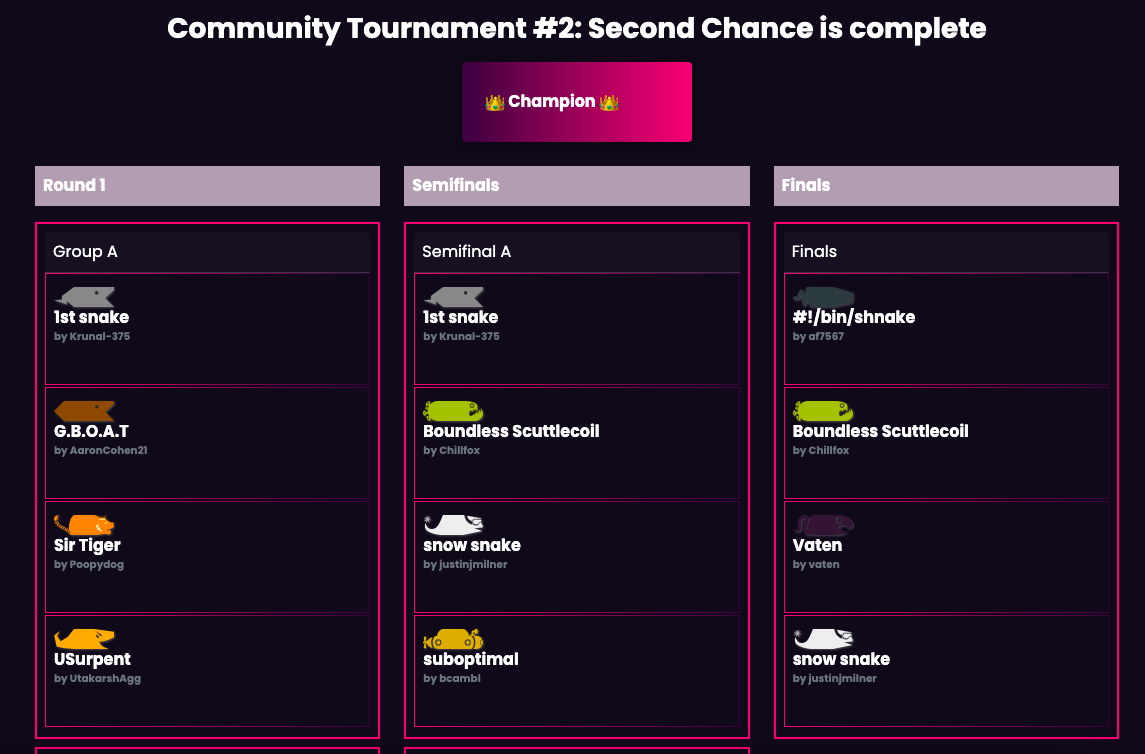 Community Tournament #2: Second Chance is complete
👑 Champion 👑
Round 1
Group A
1st snake
by Krunal-375
G.B.O.A.T
by AaronCohen21
Sir Tiger
by Poopydog
USurpent
by UtakarshAgg
Semifinals
Semifinal A
1st snake
by Krunal-375
Boundless Scuttlecoil
by Chillfox
snow snake
by justinjmilner
suboptimal
by bcambl
Finals
Finals
#!/bin/shnake
by af7567
Boundless Scuttlecoil
by Chillfox
Vaten
by vaten
snow snake
by justinjmilner